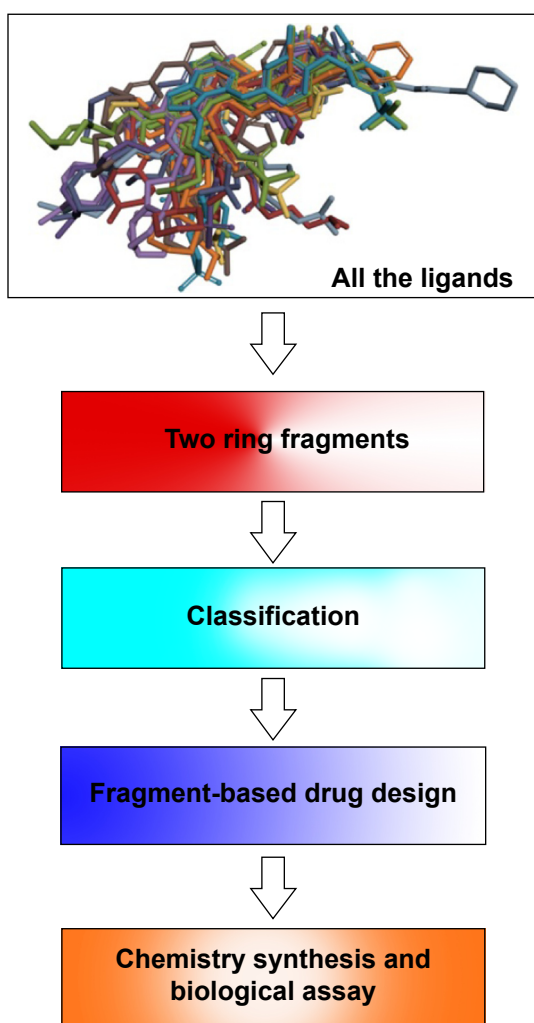 All the ligands
Two ring fragments
Classification
Fragment-based drug design
Chemistry synthesis and
biological assay